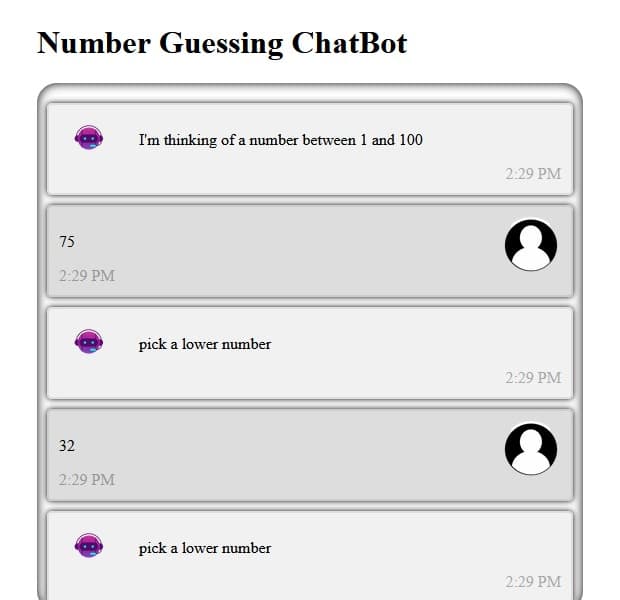 Number Guessing ChatBot
I'm thinking of a number between 1 and 100
2:29 PM
75
2:29 PM
pick a lower number
2:29 PM
32
2:29 PM
pick a lower number
2:29 PM